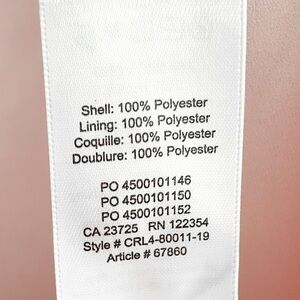 Shell: 100% Polyester
Lining: 100% Polyester
Coquille: 100% Polyester
Doublure: 100% Polyester
PO 4500101146
PO 4500101150
PO 4500101152
CA 23725 RN 122354
Style # CRL4-80011-19
Article # 67860